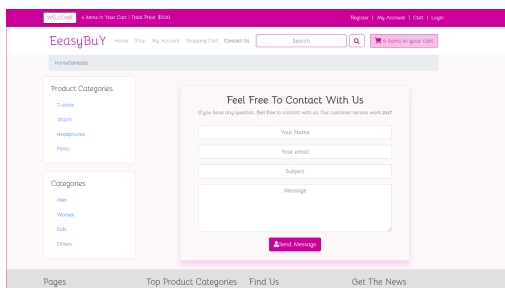 WELCOME 4 items In Your Cart | Total Price: $500
Register | My Account | Cart | Login
EeasyBuY Home Shop My Account Shopping Cart Contact Us Search 4 items in your cart
HomeContacts
Product Categories
T-shirts
Watch
Headphones
Pants
Categories
Men
Women
Kids
Others
Feel Free To Contact With Us
If you have any question, feel free to contact with us. Our customer service work 24/7
Your Name
Your email
Subject
Message
Send Message
Pages
Top Product Categories
Find Us
Get The News